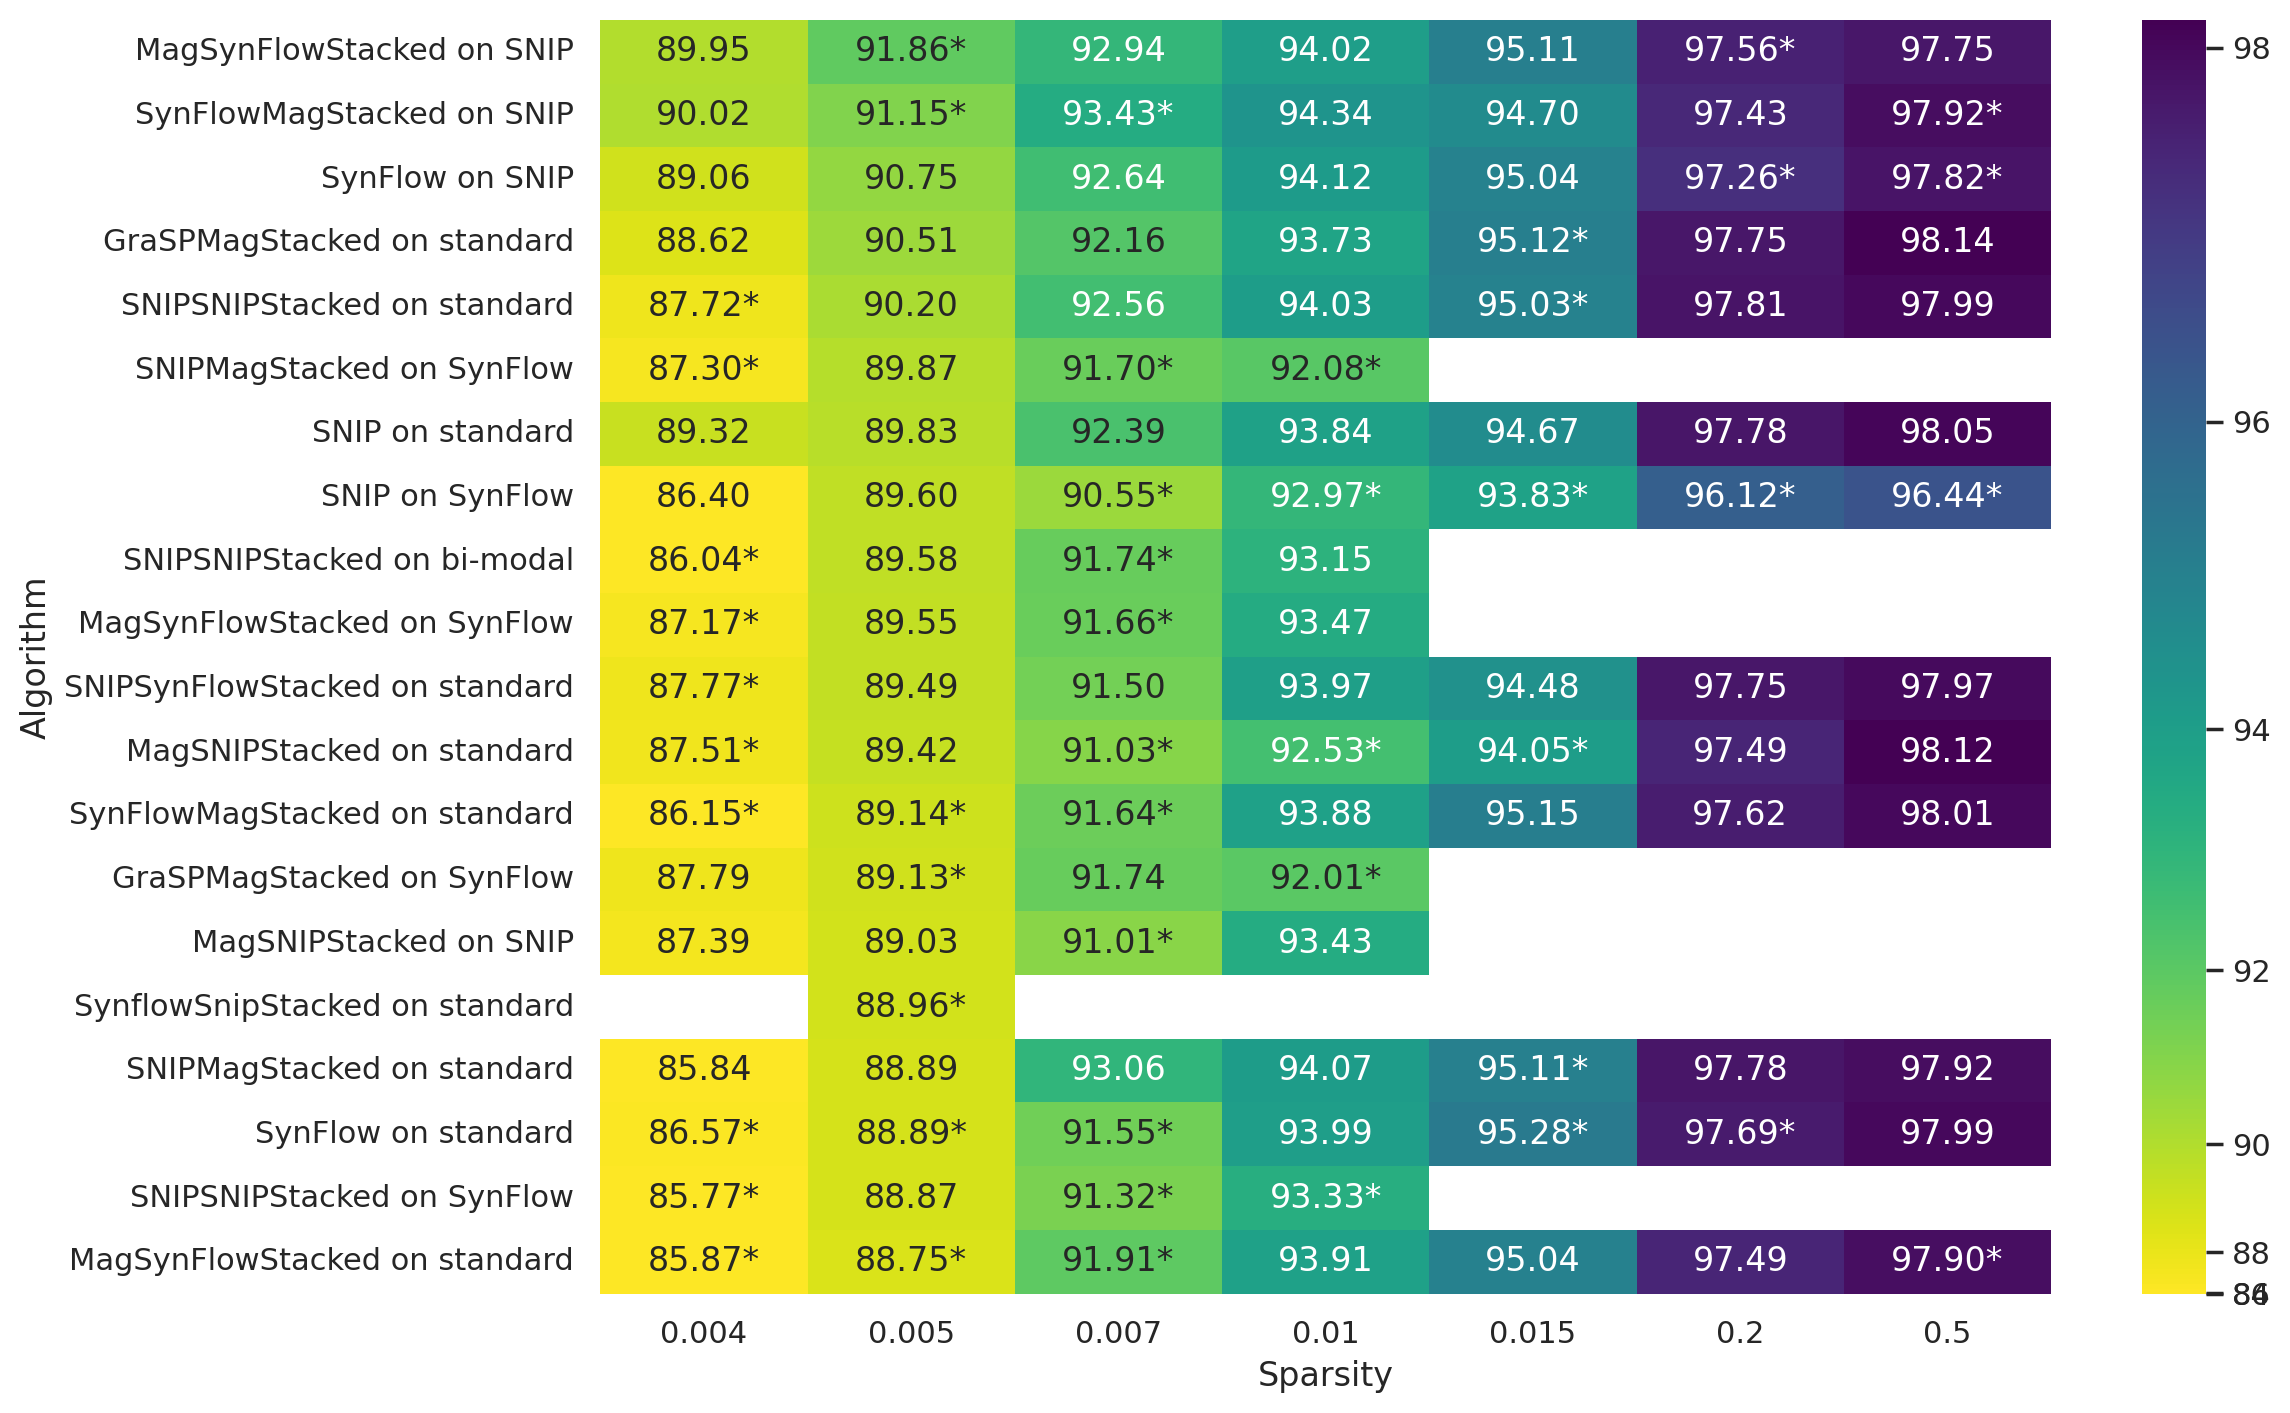 MagSynFlowStacked on SNIP 89.95 91.86* 92.94 94.02 95.11 97.56* 97.75
SynFlowMagStacked on SNIP 90.02 91.15* 93.43* 94.34 94.70 97.43 97.92*
SynFlow on SNIP 89.06 90.75 92.64 94.12 95.04 97.26* 97.82*
GraSPMagStacked on standard 88.62 90.51 92.16 93.73 95.12* 97.75 98.14
SNIPSNIPStacked on standard 87.72* 90.20 92.56 94.03 95.03* 97.81 97.99
SNIPMagStacked on SynFlow 87.30* 89.87 91.70* 92.08*
SNIP on standard 89.32 89.83 92.39 93.84 94.67 97.78 98.05
SNIP on SynFlow 86.40 89.60 90.55* 92.97* 93.83* 96.12* 96.44*
SNIPSNIPStacked on bi-modal 86.04* 89.58 91.74* 93.15
MagSynFlowStacked on SynFlow 87.17* 89.55 91.66* 93.47
SNIPSynFlowStacked on standard 87.77* 89.49 91.50 93.97 94.48 97.75 97.97
MagSNIPStacked on standard 87.51* 89.42 91.03* 92.53* 94.05* 97.49 98.12
SynFlowMagStacked on standard 86.15* 89.14* 91.64* 93.88 95.15 97.62 98.01
GraSPMagStacked on SynFlow 87.79 89.13* 91.74 92.01*
MagSNIPStacked on SNIP 87.39 89.03 91.01* 93.43
SynflowSnipStacked on standard 88.96*
SNIPMagStacked on standard 85.84 88.89 93.06 94.07 95.11* 97.78 97.92
SynFlow on standard 86.57* 88.89* 91.55* 93.99 95.28* 97.69* 97.99
SNIPSNIPStacked on SynFlow 85.77* 88.87 91.32* 93.33*
MagSynFlowStacked on standard 85.87* 88.75* 91.91* 93.91 95.04 97.49 97.90*
0.004 0.005 0.007 0.01 0.015 0.2 0.5
Sparsity
Algorithm
98
96
94
92
90
88